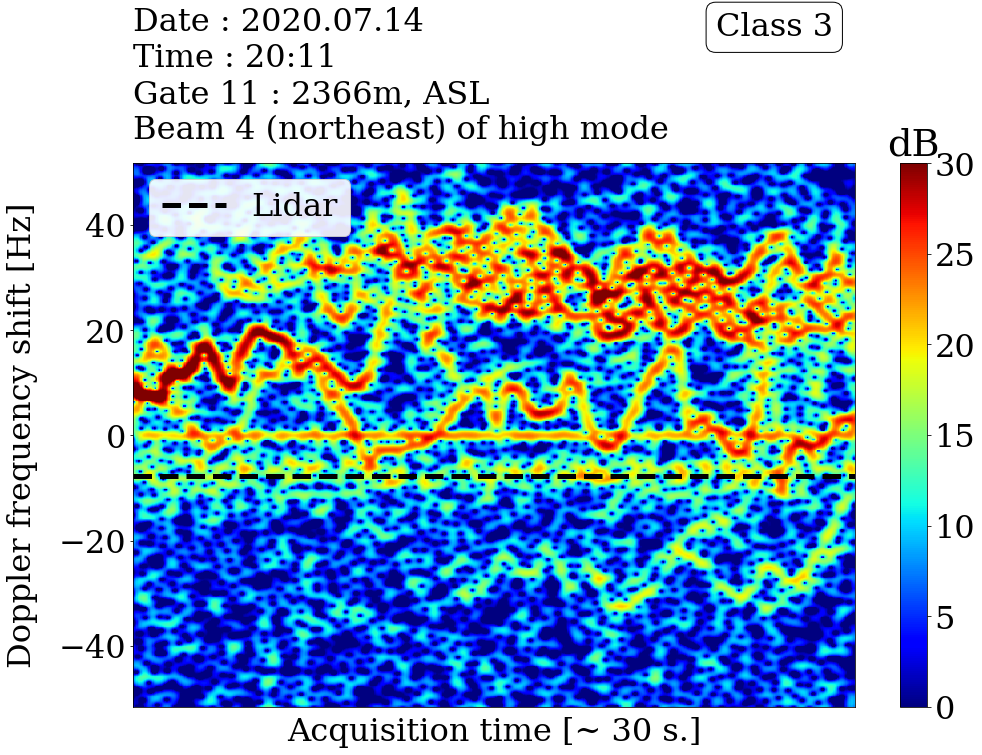 Date : 2020.07.14
Time : 20:11
Gate 11 : 2366m, ASL
Beam 4 (northeast) of high mode
Class 3
dB
Lidar
Doppler frequency shift [Hz]
40
20
0
−20
−40
30
25
20
15
10
5
0
Acquisition time [~ 30 s.]